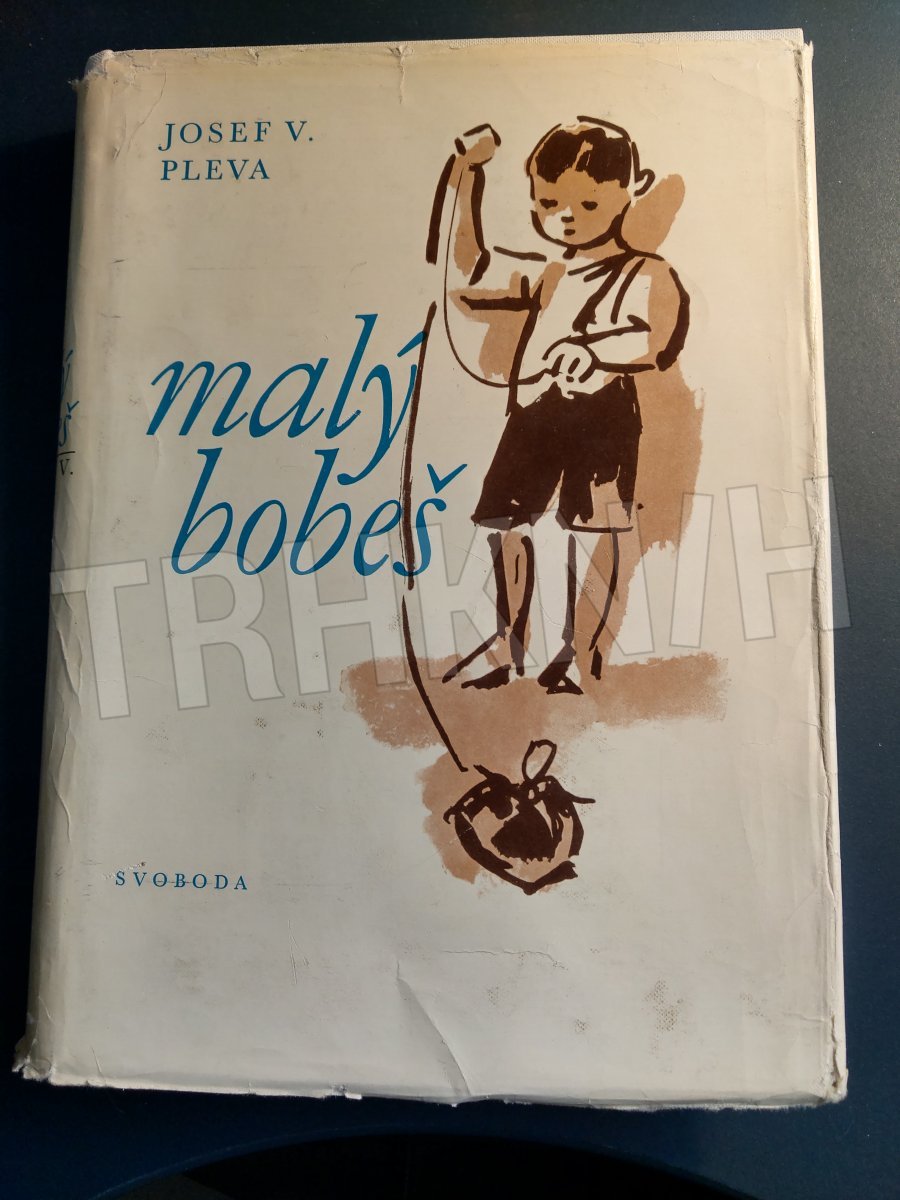 JOSEF V.
PLEVA
malý
bobeš
TRHKNIH
SVOBODA
V.